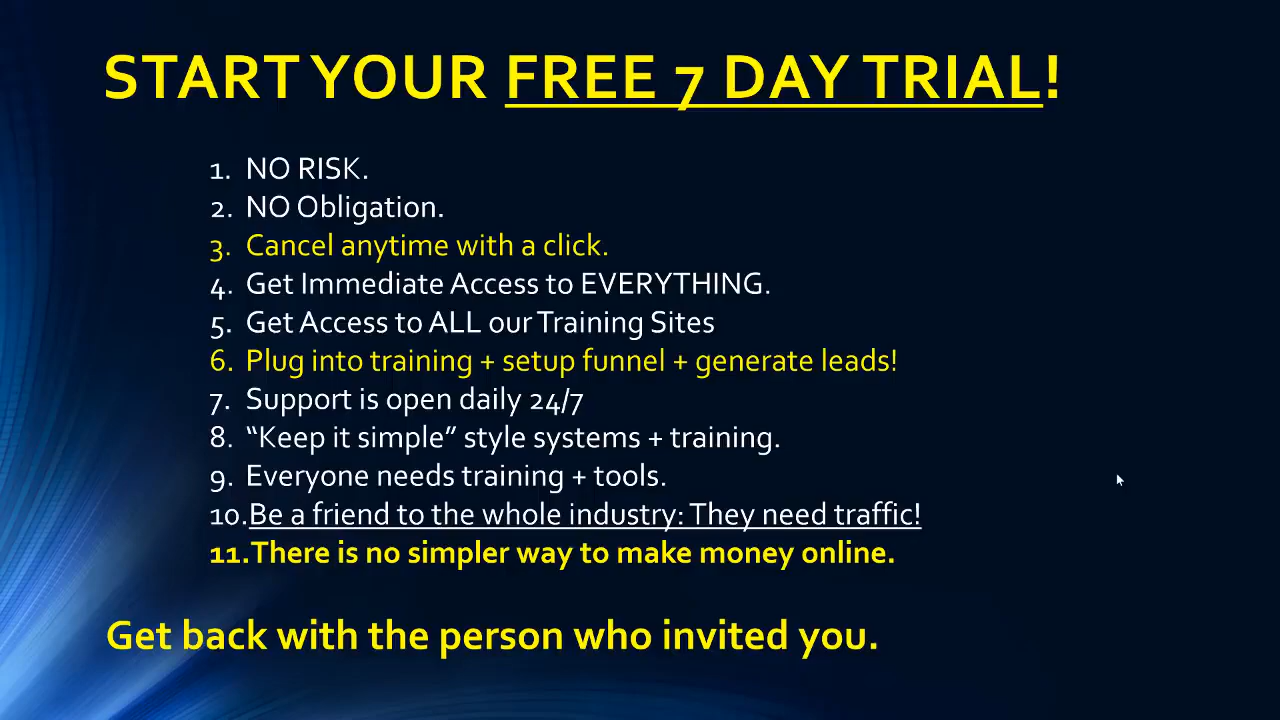 START YOUR FREE 7 DAY TRIAL!
1. NO RISK.
2. NO Obligation.
3. Cancel anytime with a click.
4. Get Immediate Access to EVERYTHING.
5. Get Access to ALL our Training Sites
6. Plug into training + setup funnel + generate leads!
7. Support is open daily 24/7
8. “Keep it simple” style systems + training.
9. Everyone needs training + tools.
10. Be a friend to the whole industry: They need traffic!
11. There is no simpler way to make money online.
Get back with the person who invited you.